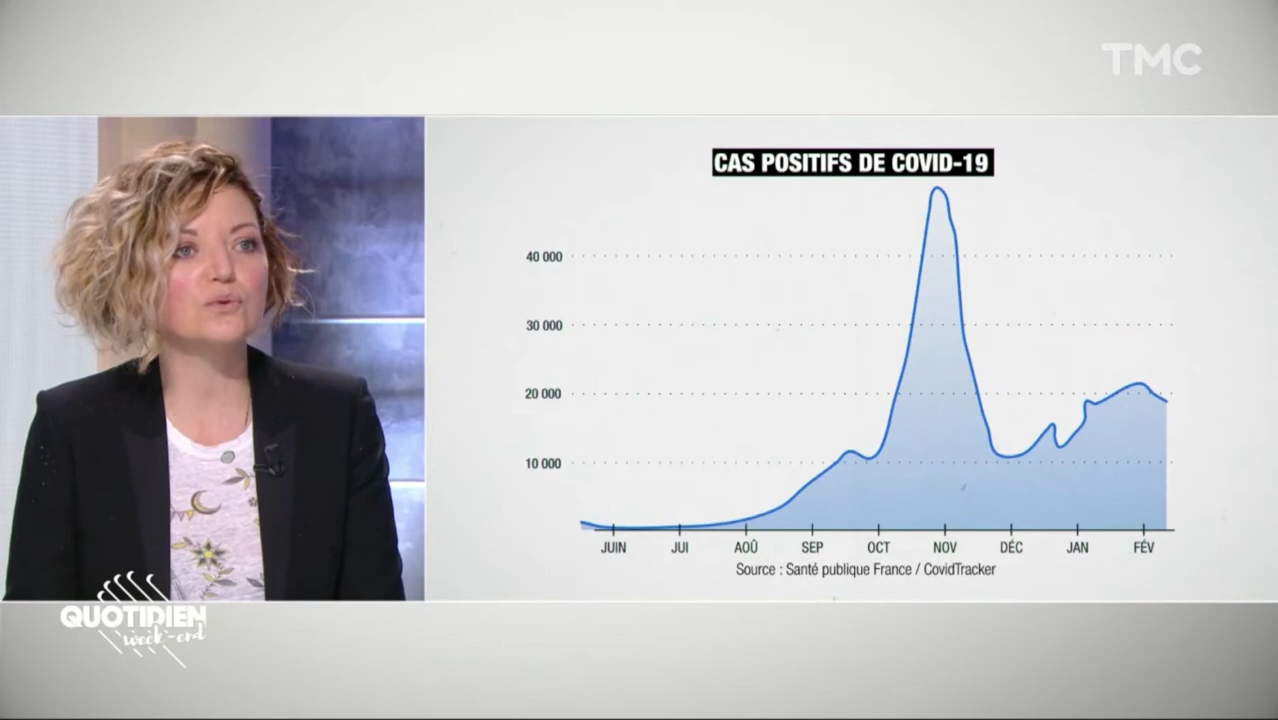 TMC
CAS POSITIFS DE COVID-19
40 000
30 000
20 000
10 000
JUIN JUI AOÛ SEP OCT NOV DÉC JAN FÉV
Source : Santé publique France / CovidTracker
QUOTIDIEN
week-end